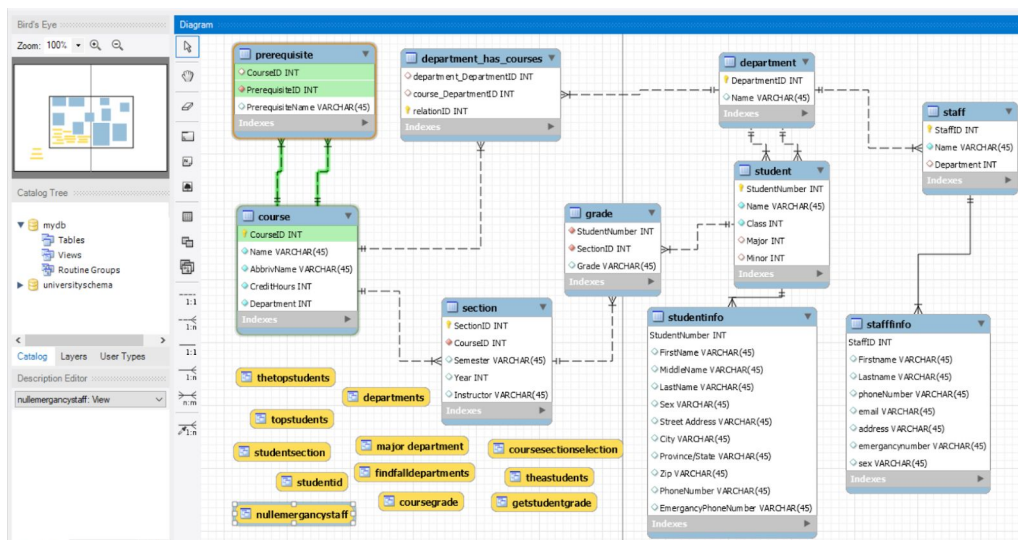 Bird's Eye
Zoom: 100%
Catalog Tree
mydb
Tables
Views
Routine Groups
universityschema
Catalog Layers User Types
Description Editor
nullemergancystaff: View
1:1
1:n
1:1
1:n
n:m
1:n
Diagram
prerequisite
CourseID INT
PrerequisiteID INT
PrerequisiteName VARCHAR(45)
Indexes
department_has_courses
department_DepartmentID INT
course_DepartmentID INT
relationID INT
Indexes
department
DepartmentID INT
Name VARCHAR(45)
Indexes
staff
StaffID INT
Name VARCHAR(45)
Department INT
Indexes
student
StudentNumber INT
Name VARCHAR(45)
Class INT
Major INT
Minor INT
Indexes
course
CourseID INT
Name VARCHAR(45)
AbbrivName VARCHAR(45)
CreditHours INT
Department INT
Indexes
grade
StudentNumber INT
SectionID INT
Grade VARCHAR(45)
Indexes
section
SectionID INT
CourseID INT
Semester VARCHAR(45)
Year INT
Instructor VARCHAR(45)
Indexes
studentinfo
StudentNumber INT
FirstName VARCHAR(45)
MiddleName VARCHAR(45)
LastName VARCHAR(45)
Sex VARCHAR(45)
Street Address VARCHAR(45)
City VARCHAR(45)
Province/State VARCHAR(45)
Zip VARCHAR(45)
PhoneNumber VARCHAR(45)
EmergancyPhoneNumber VARCHAR(45)
Indexes
stafffinfo
StaffID INT
Firstname VARCHAR(45)
Lastname VARCHAR(45)
phoneNumber VARCHAR(45)
email VARCHAR(45)
address VARCHAR(45)
emergancynumber VARCHAR(45)
sex VARCHAR(45)
Indexes
thetopstudents
departments
topstudents
studentsection
major department
coursesectionselection
findfalldepartments
studentid
theastudents
coursegrade
getstudentgrade
nullemergancystaff